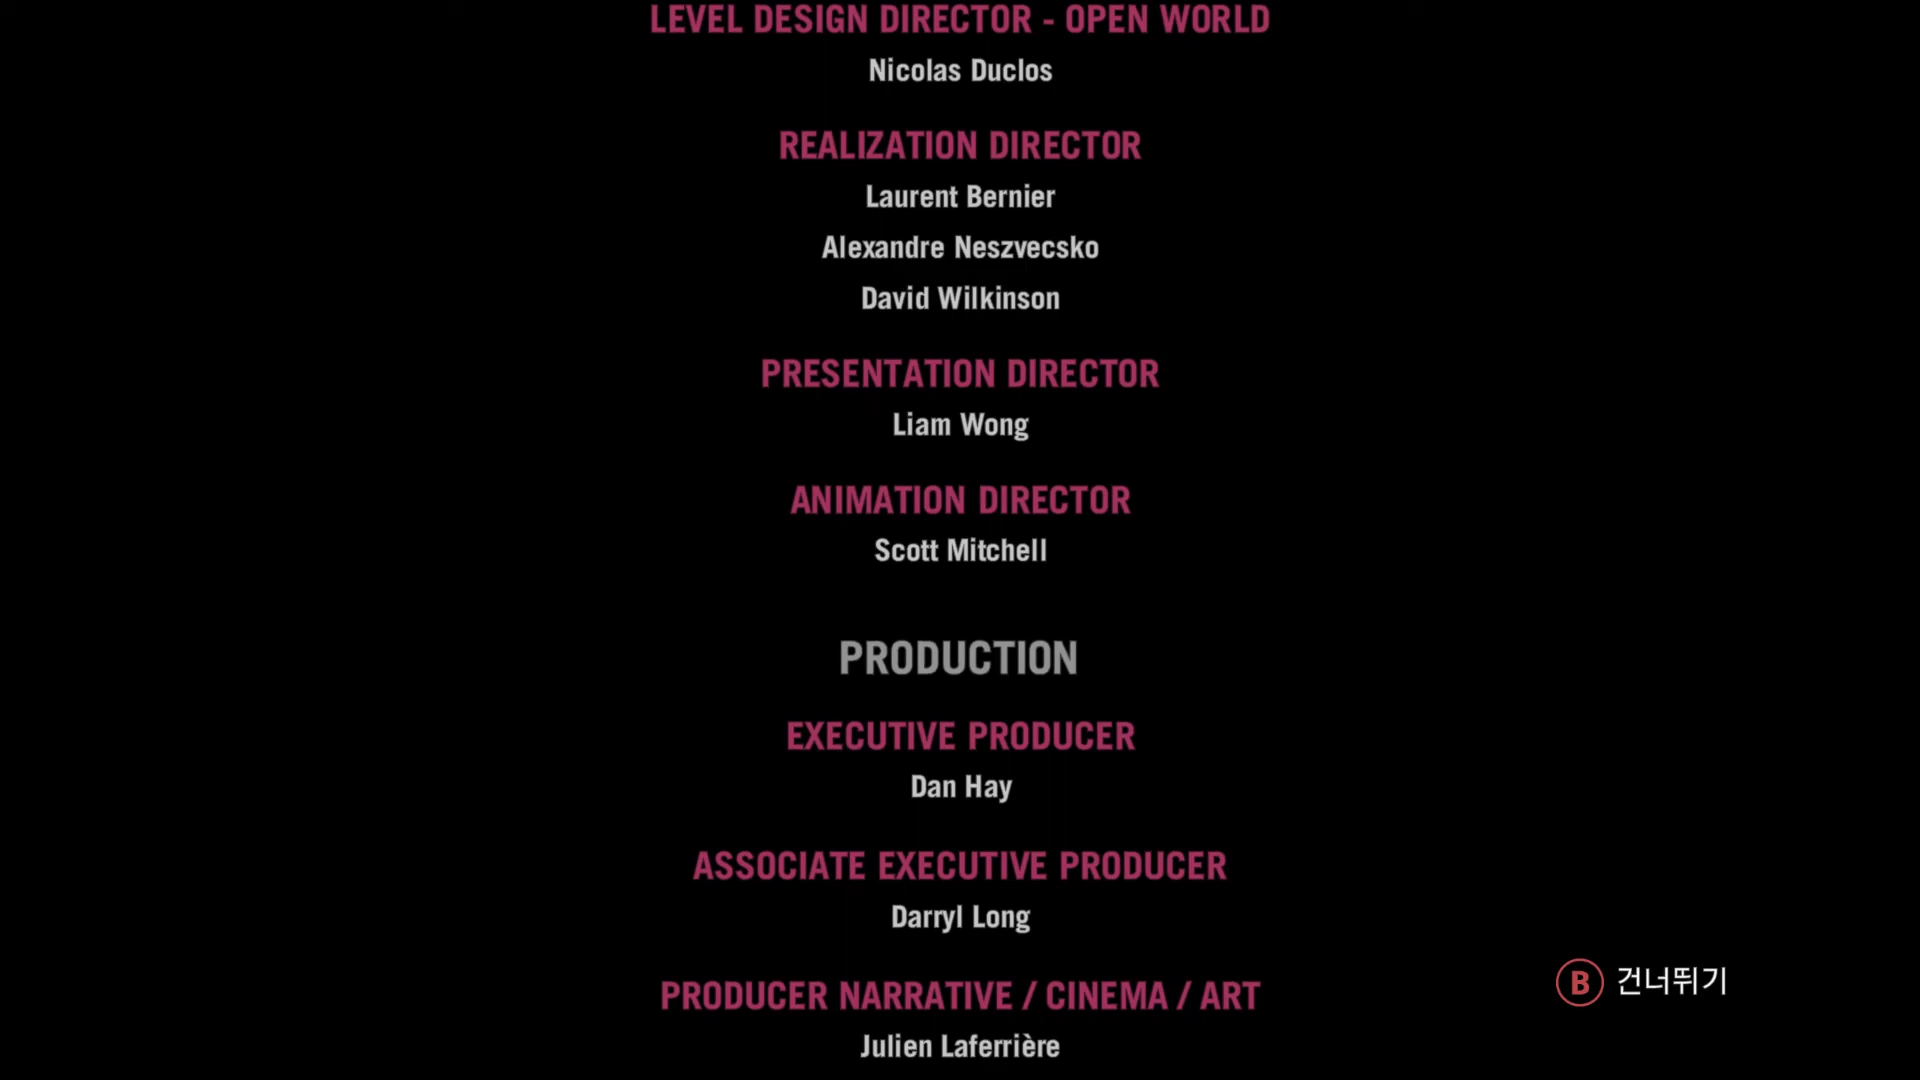 LEVEL DESIGN DIRECTOR - OPEN WORLD
Nicolas Duclos
REALIZATION DIRECTOR
Laurent Bernier
Alexandre Neszvecsko
David Wilkinson
PRESENTATION DIRECTOR
Liam Wong
ANIMATION DIRECTOR
Scott Mitchell
PRODUCTION
EXECUTIVE PRODUCER
Dan Hay
ASSOCIATE EXECUTIVE PRODUCER
Darryl Long
PRODUCER NARRATIVE / CINEMA / ART
Julien Laferrière
B 건너뛰기